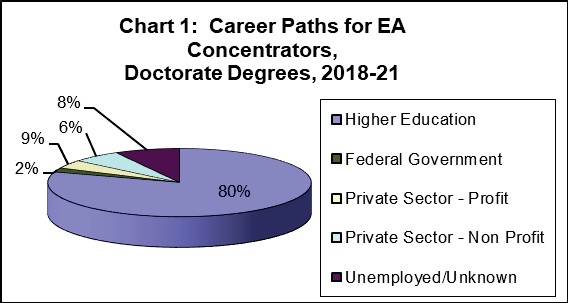 Chart 1:  Career Paths for EA
Concentrators,
Doctorate Degrees, 2018-21
8%
6%
9%
2%
80%
Higher Education
Federal Government
Private Sector - Profit
Private Sector - Non Profit
Unemployed/Unknown